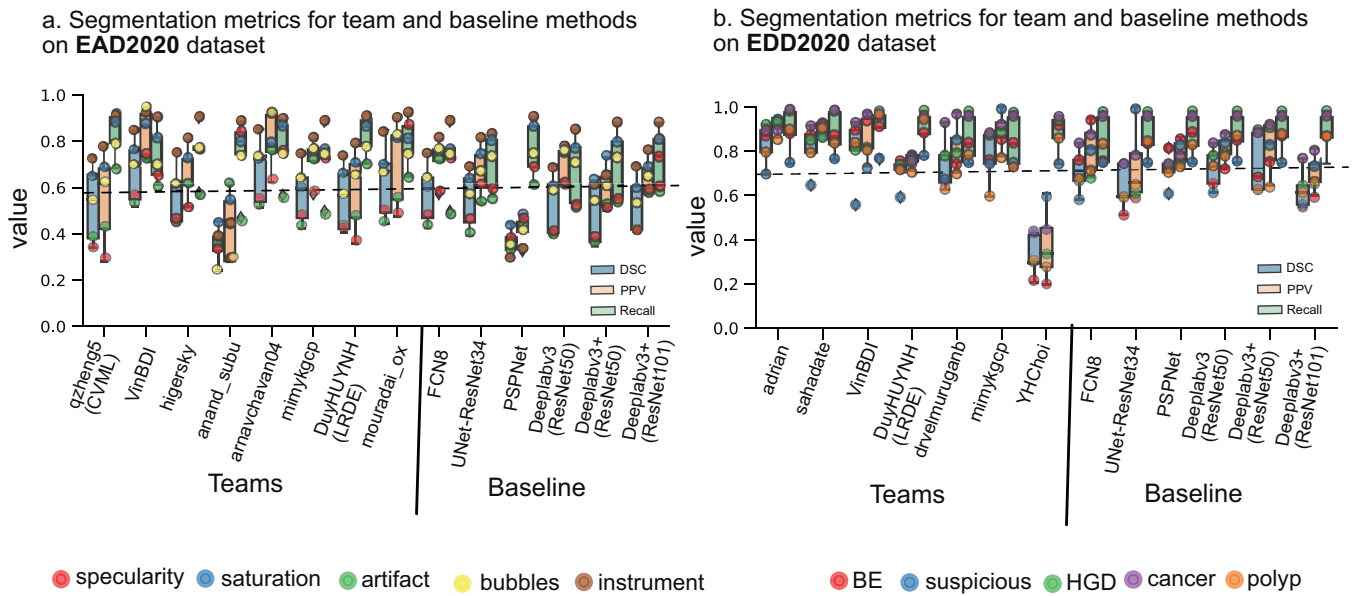 a. Segmentation metrics for team and baseline methods
on EAD2020 dataset
value
1.0
0.8
0.6
0.4
0.2
0.0
DSC
PPV
Recall
qzheng5
(CVML)
VinBDI
higersky
anand_subu
arnavchavan04
mimykgcp
DuyHUYNH
(LRDE)
mouradai_ox
FCN8
UNet-ResNet34
PSPNet
Deeplabv3
(ResNet50)
Deeplabv3+
(ResNet50)
Deeplabv3+
(ResNet101)
Teams
Baseline
specularity
saturation
artifact
bubbles
instrument
b. Segmentation metrics for team and baseline methods
on EDD2020 dataset
value
1.0
0.8
0.6
0.4
0.2
0.0
DSC
PPV
Recall
adrian
sahadate
VinBDI
DuyHUYNH
(LRDE)
drvelmuruganb
mimykgcp
YHChoi
FCN8
UNet-ResNet34
PSPNet
Deeplabv3
(ResNet50)
Deeplabv3+
(ResNet50)
Deeplabv3+
(ResNet101)
Teams
Baseline
BE
suspicious
HGD
cancer
polyp